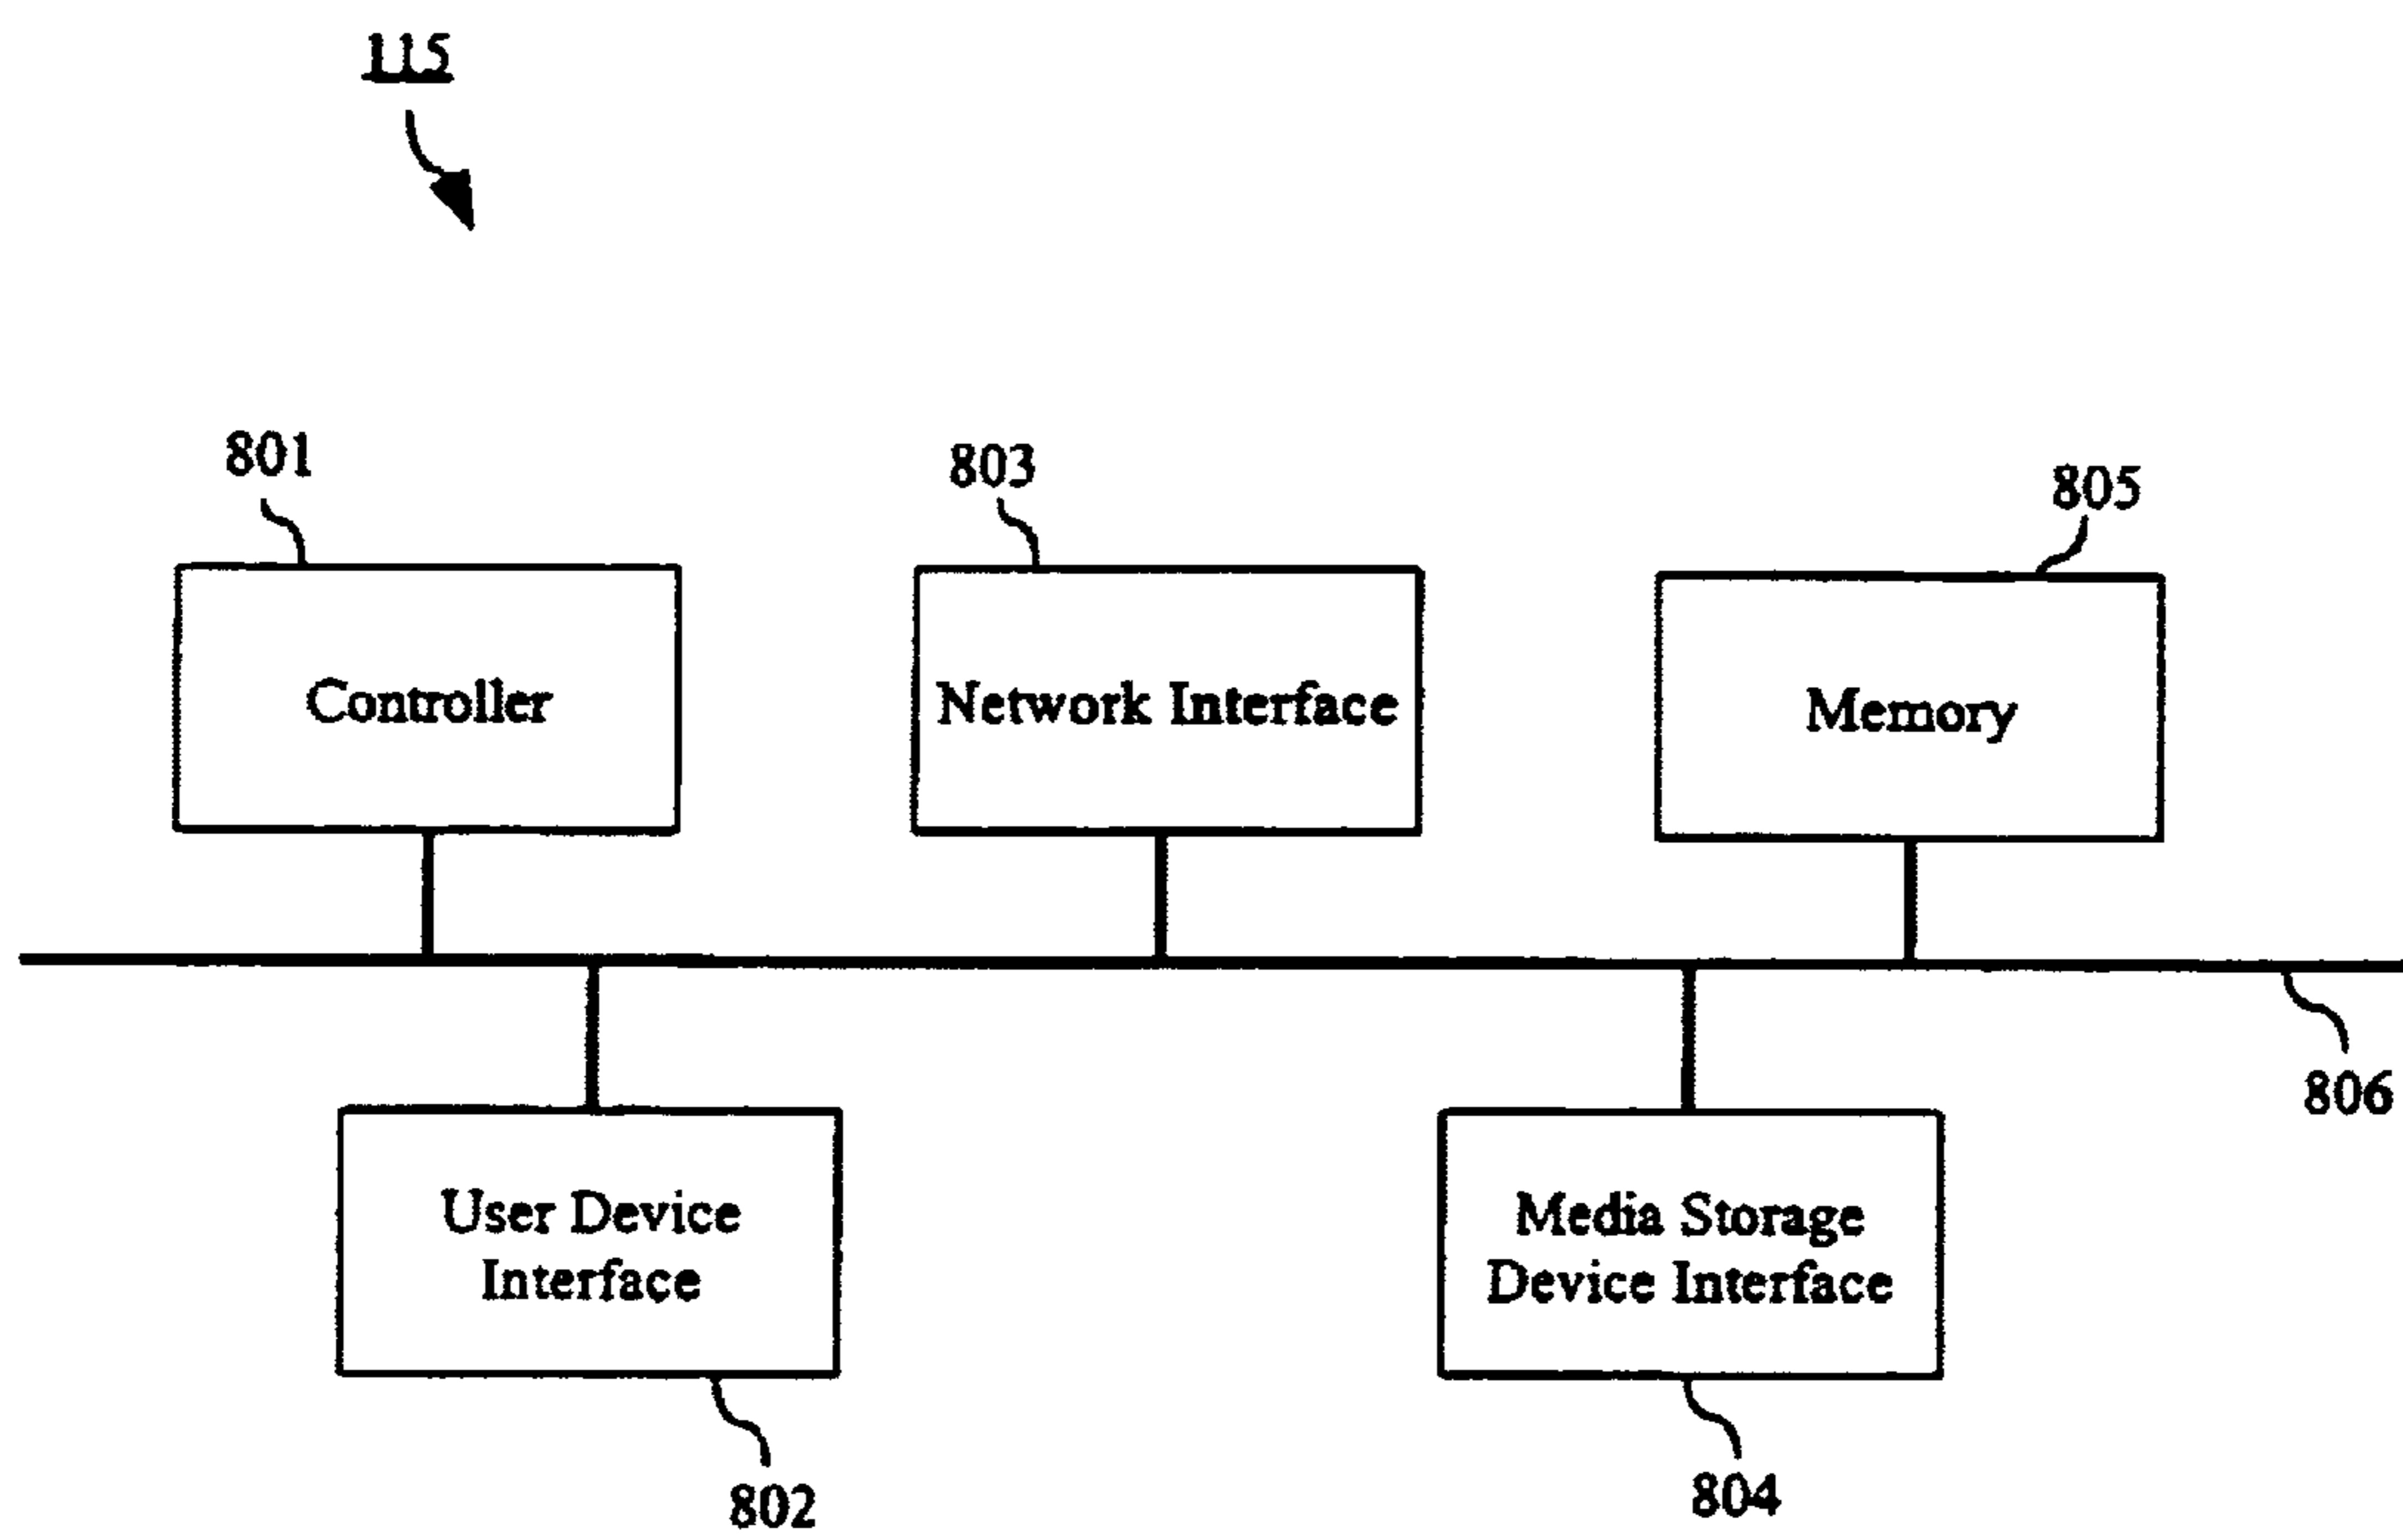 115
801
803
805
Controller
Network Interface
Memory
806
User Device
Interface
Media Storage
Device Interface
802
804